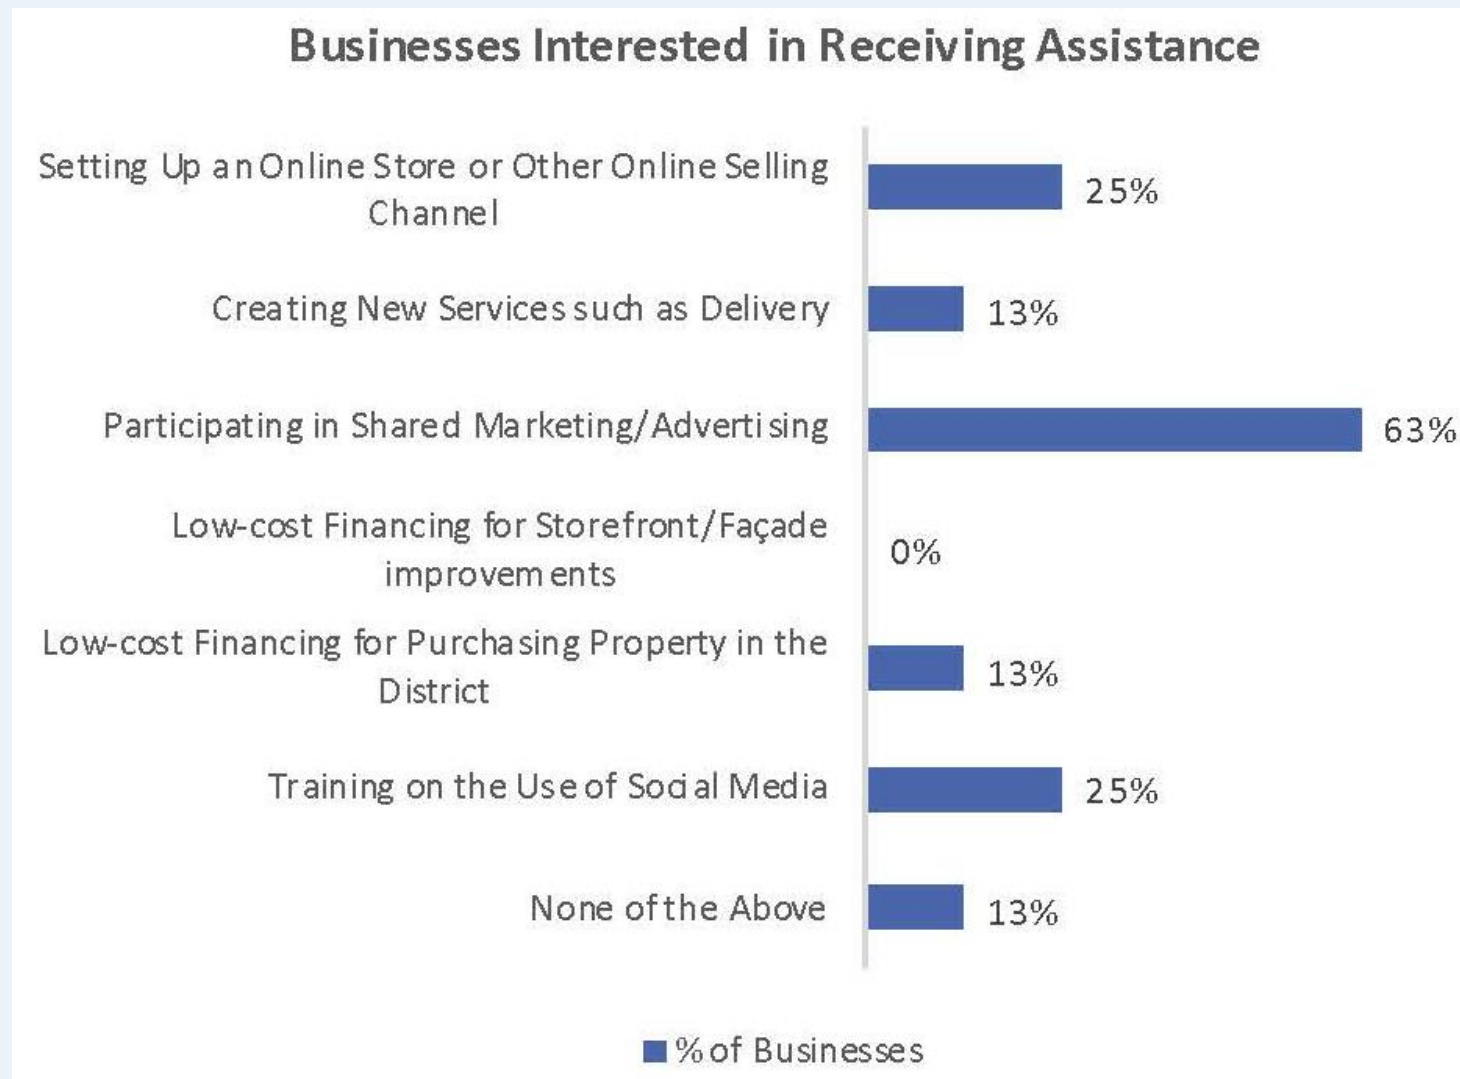 Businesses Interested in Receiving Assistance
Setting Up an Online Store or Other Online Selling
Channel
25%
Creating New Services such as Delivery
13%
Participating in Shared Marketing/Advertising
63%
Low-cost Financing for Storefront/Façade
improvements
0%
Low-cost Financing for Purchasing Property in the
District
13%
Training on the Use of Social Media
25%
None of the Above
13%
% of Businesses